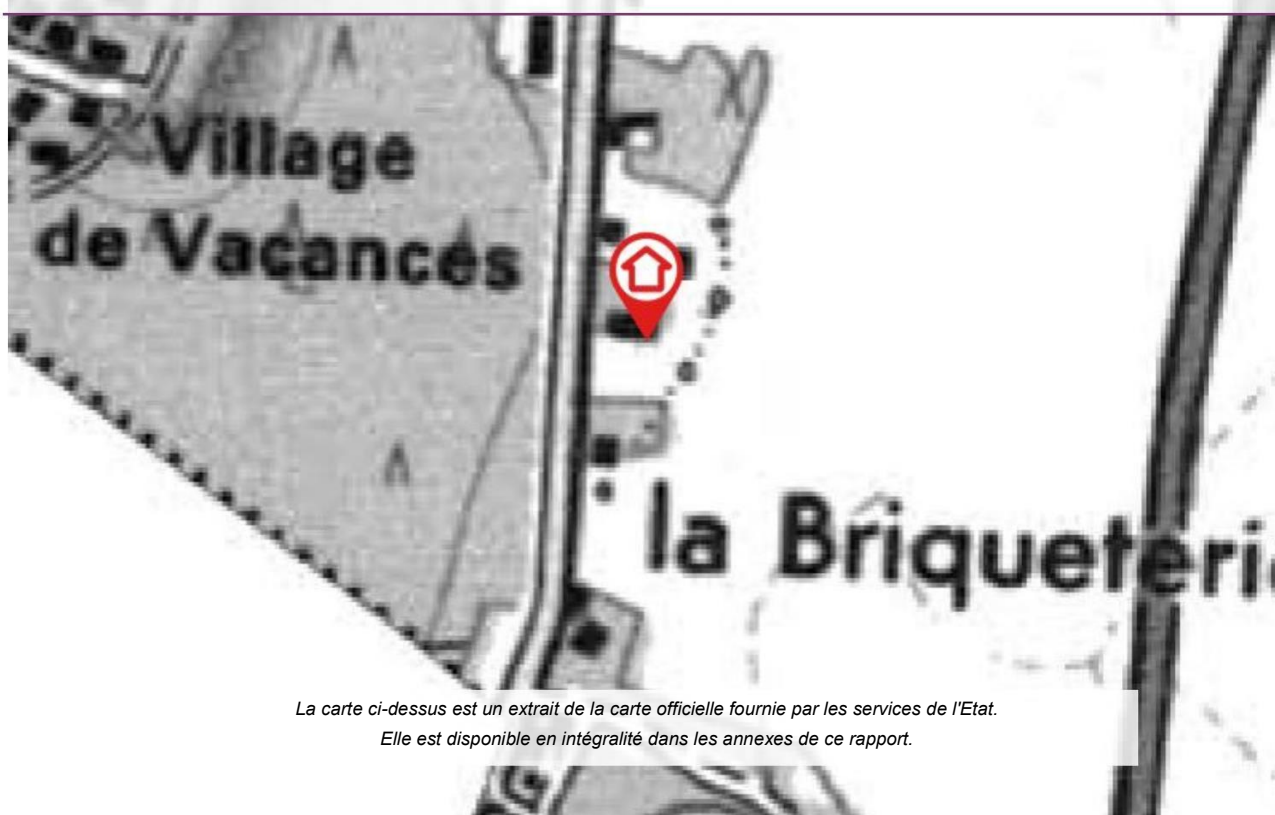 Village
de Vacances
la Briqueteri
La carte ci-dessus est un extrait de la carte officielle fournie par les services de l'Etat.
Elle est disponible en intégralité dans les annexes de ce rapport.